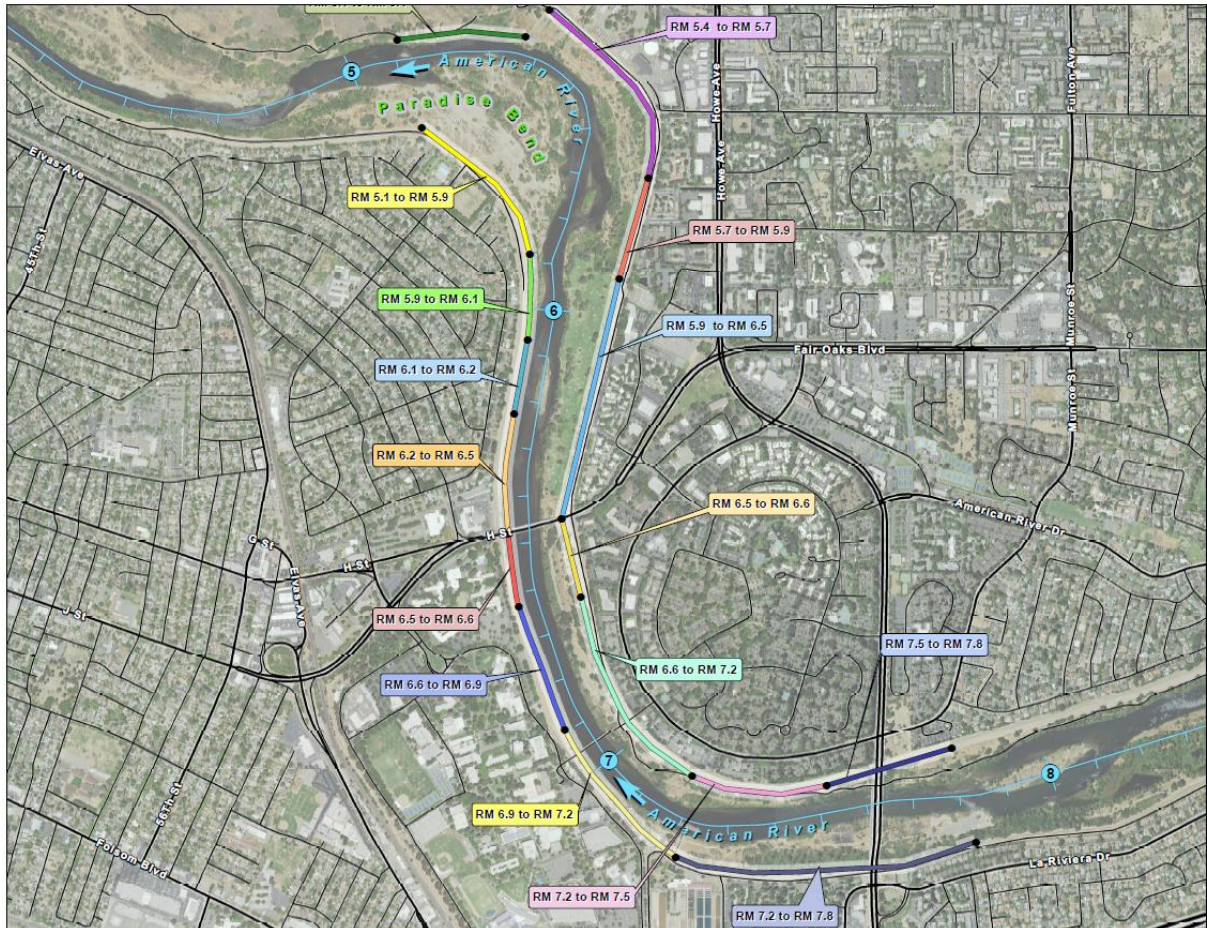 RM 5.4 to RM 5.7
5
American
River
Paradise Bend
Howe-Ave
Fulton-Ave
Elvas-Ave
Howe-Ave
RM 5.1 to RM 5.9
RM 5.7 to RM 5.9
45Th-St
RM 5.9 to RM 6.1
6
RM 5.9 to RM 6.5
Munroe-St
Fair-Oaks-Blvd
RM 6.1 to RM 6.2
Munroe-St
RM 6.2 to RM 6.5
RM 6.5 to RM 6.6
American-River-Dr
H St
G-St
H-St
Elvas-Ave
J-St
RM 6.5 to RM 6.6
RM 7.5 to RM 7.8
RM 6.6 to RM 7.2
RM 6.6 to RM 6.9
7
8
56Th-St
RM 6.9 to RM 7.2
American River
Folsom-Blvd
La-Riviera-Dr
RM 7.2 to RM 7.5
RM 7.2 to RM 7.8